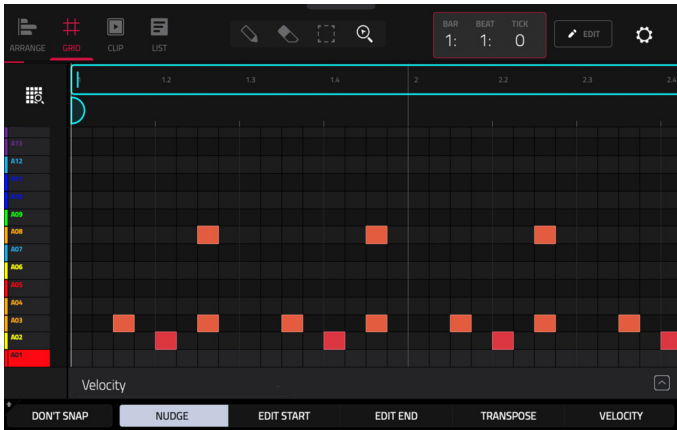 BAR BEAT TICK
1: 1: 0
EDIT
ARRANGE GRID CLIP LIST
1.2 1.3 1.4 2 2.2 2.3 2.4
A13
A12
A11
A10
A09
A08
A07
A06
A05
A04
A03
A02
A01
Velocity
DON'T SNAP NUDGE EDIT START EDIT END TRANSPOSE VELOCITY